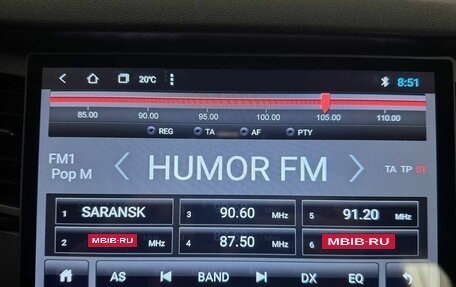 20°C 8:51
85.00 90.00 95.00 100.00 105.00 110.00
REG TA AF PTY
FM1
Pop M
HUMOR FM
TA TP ST
1 SARANSK 3 90.60 MHz 5 91.20 MHz
2 MBIB-RU MHz 4 87.50 MHz 6 MBIB-RU
AS BAND DX EQ